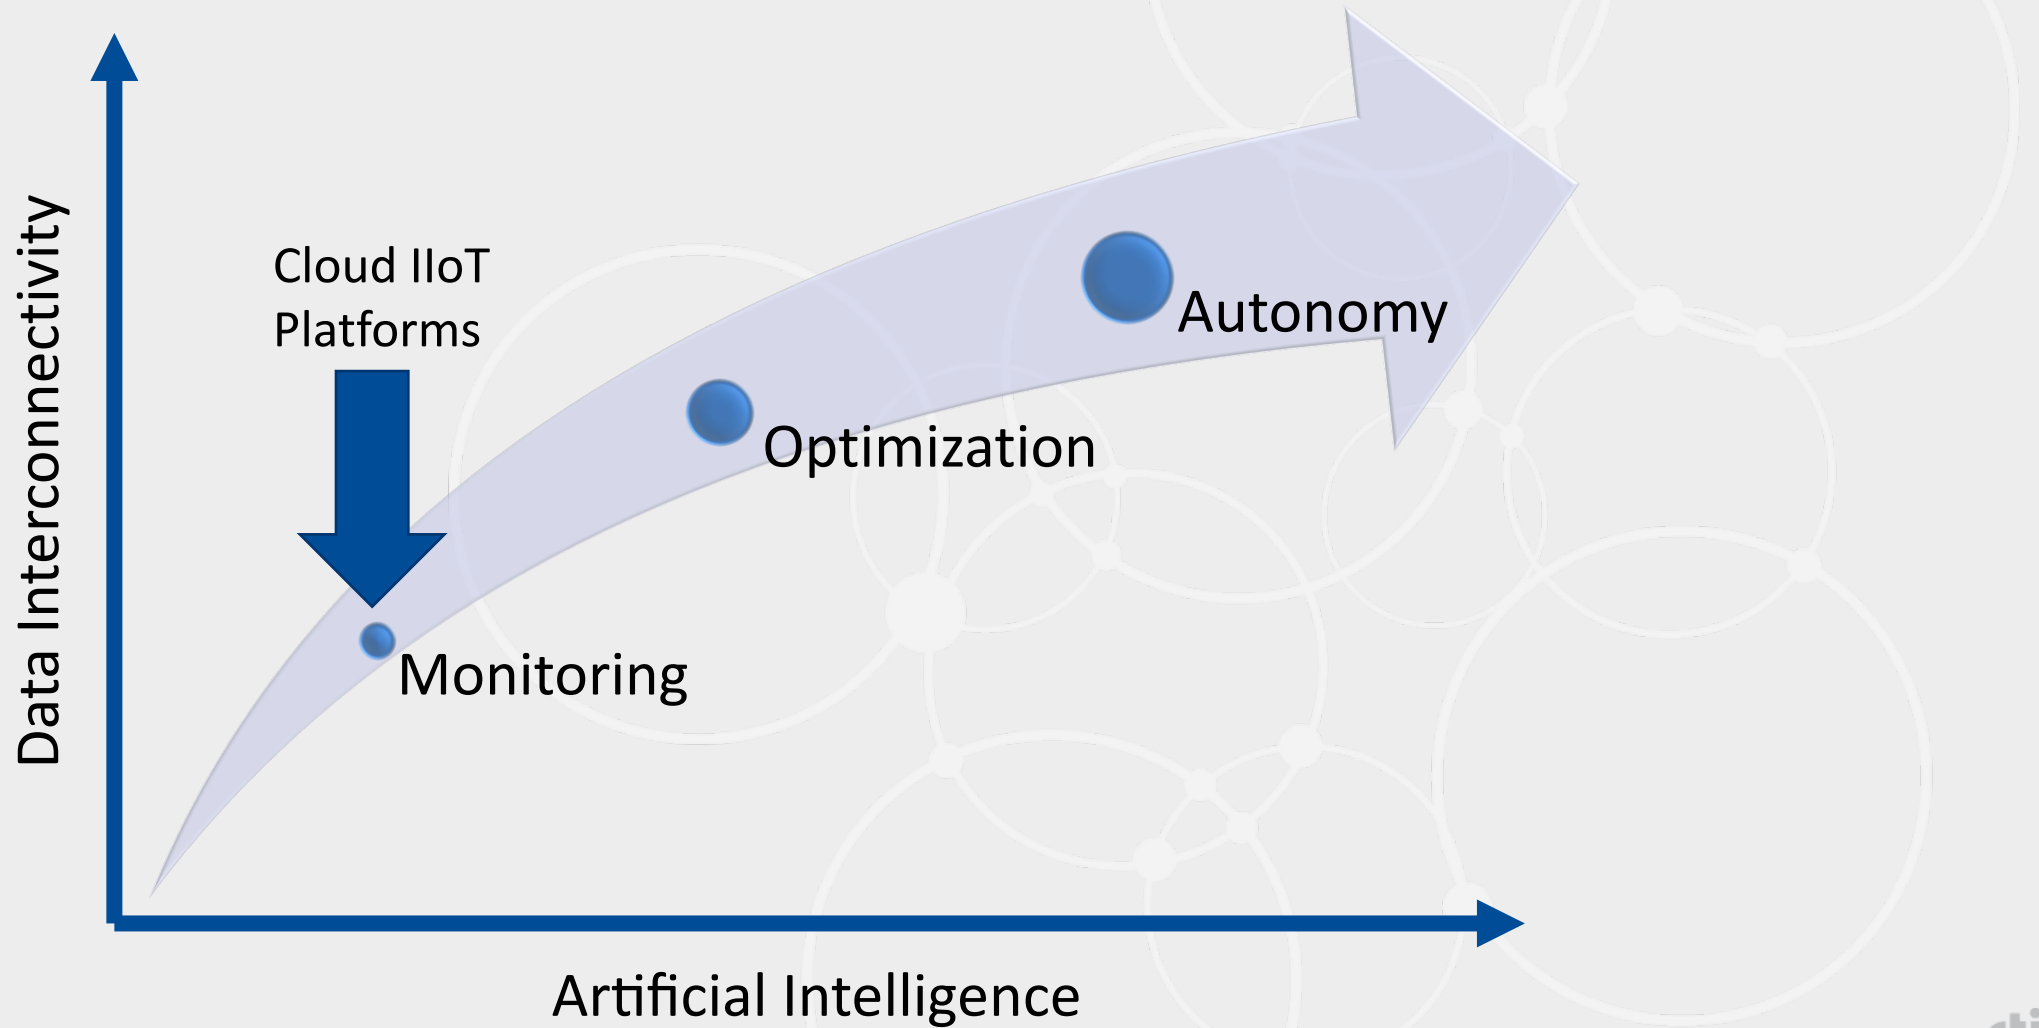 Data Interconnectivity
Cloud IIoT
Platforms
Autonomy
Optimization
Monitoring
Artificial Intelligence